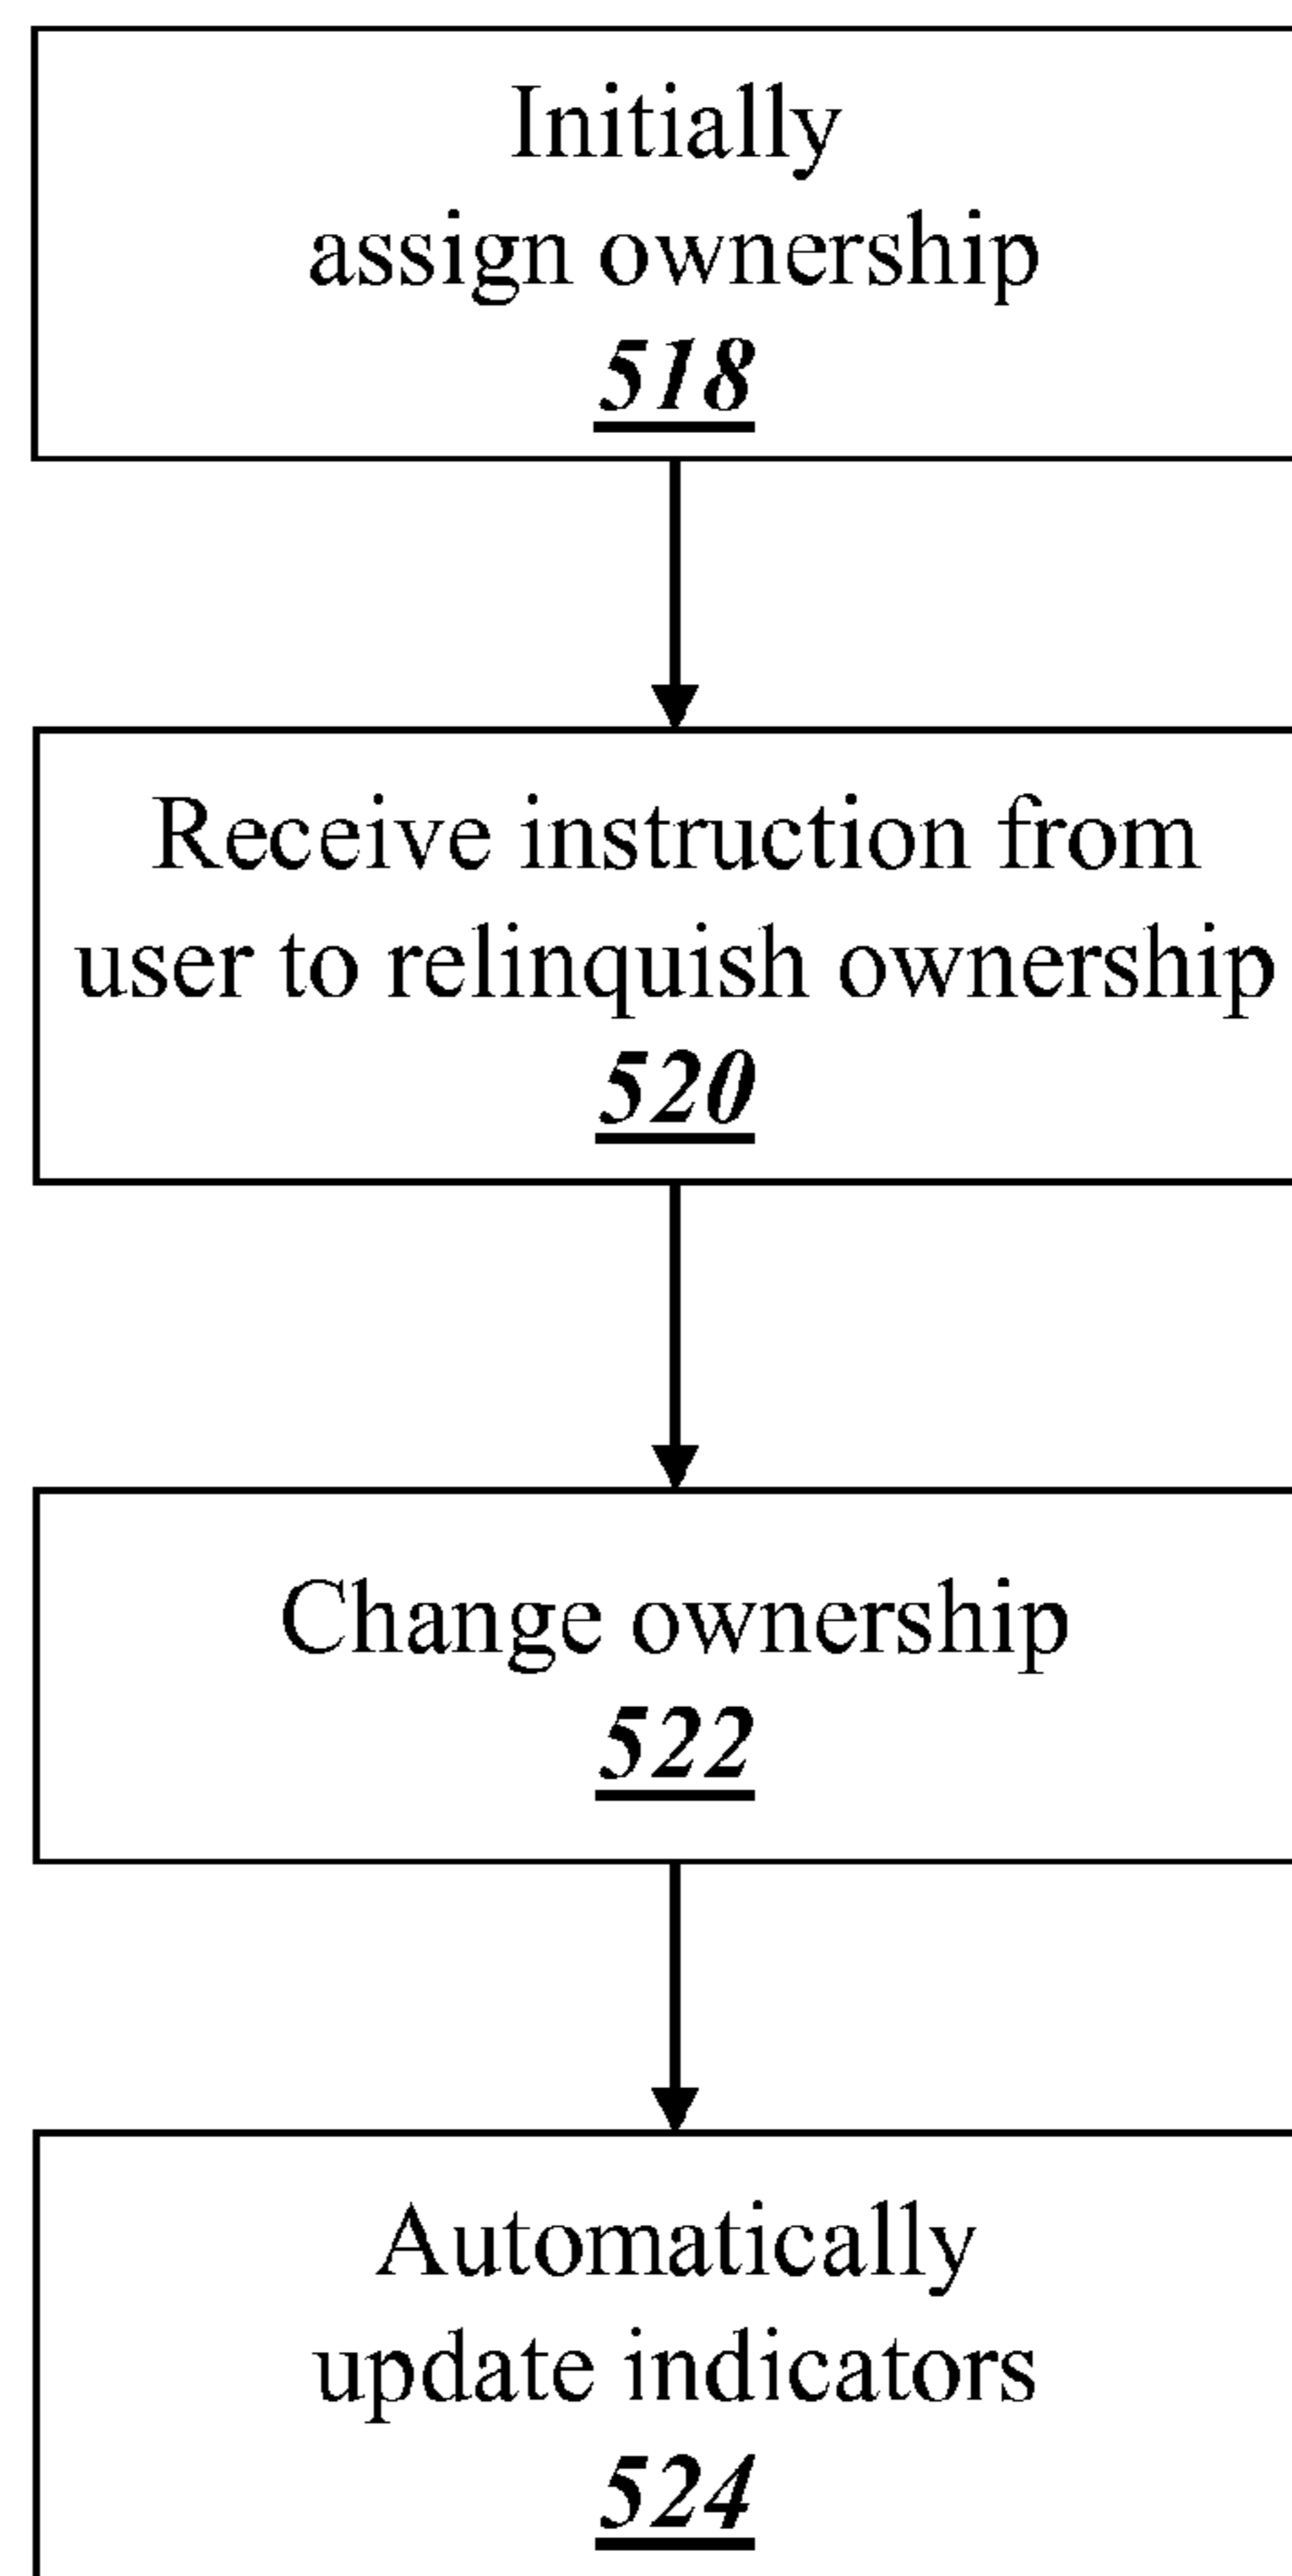 Initially
assign ownership
518
Receive instruction from
user to relinquish ownership
520
Change ownership
522
Automatically
update indicators
524